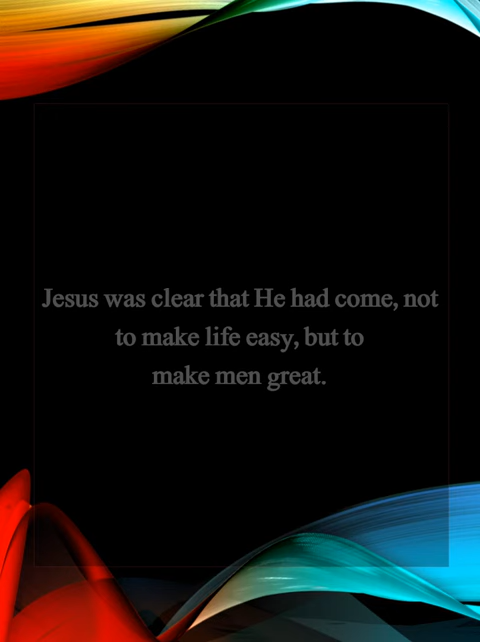 Jesus was clear that He had come, not
to make life easy, but to
make men great.